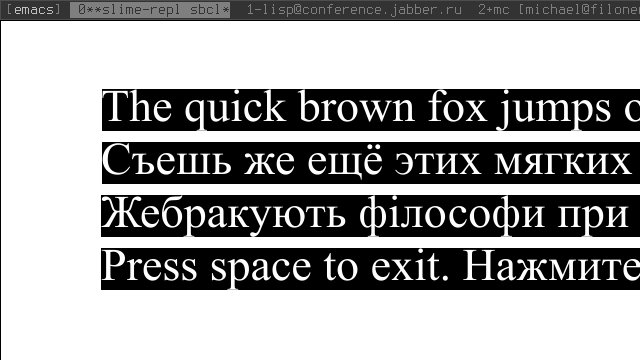 [emacs] 0**slime-repl sbcl* 1-lisp@conference.jabber.ru 2+mc [michael@filone
The quick brown fox jumps
Съешь же ещё этих мягких
Жебракують філософи при
Press space to exit. Нажмите